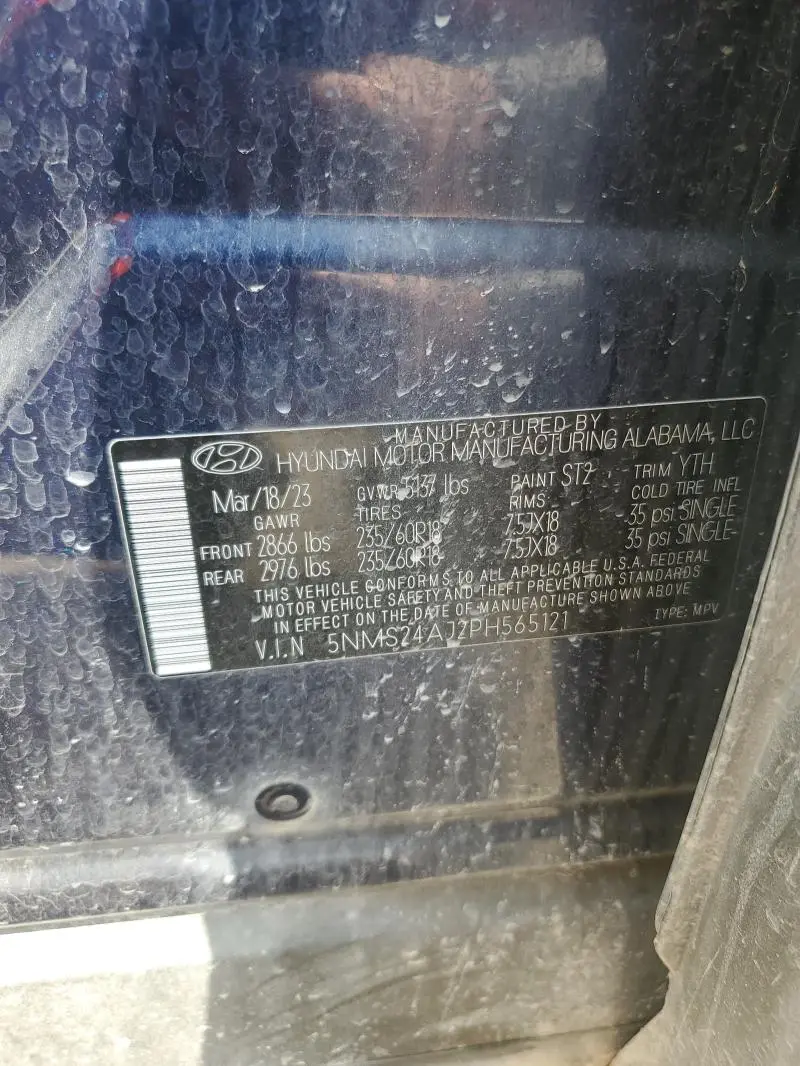 MANUFACTURED BY
HYUNDAI MOTOR MANUFACTURING ALABAMA, LLC
Mar/18/23 GVWR 5137 lbs PAINT ST2 TRIM YTH
GAWR TIRES RIMS COLD TIRE INFL
FRONT 2866 lbs 235/60R18 7.5JX18 35 psi SINGLE
REAR 2976 lbs 235/60R18 7.5JX18 35 psi SINGLE
THIS VEHICLE CONFORMS TO ALL APPLICABLE U.S.A. FEDERAL
MOTOR VEHICLE SAFETY AND THEFT PREVENTION STANDARDS
IN EFFECT ON THE DATE OF MANUFACTURE SHOWN ABOVE
V.I.N 5NMS24AJ2PH565121 TYPE: MPV